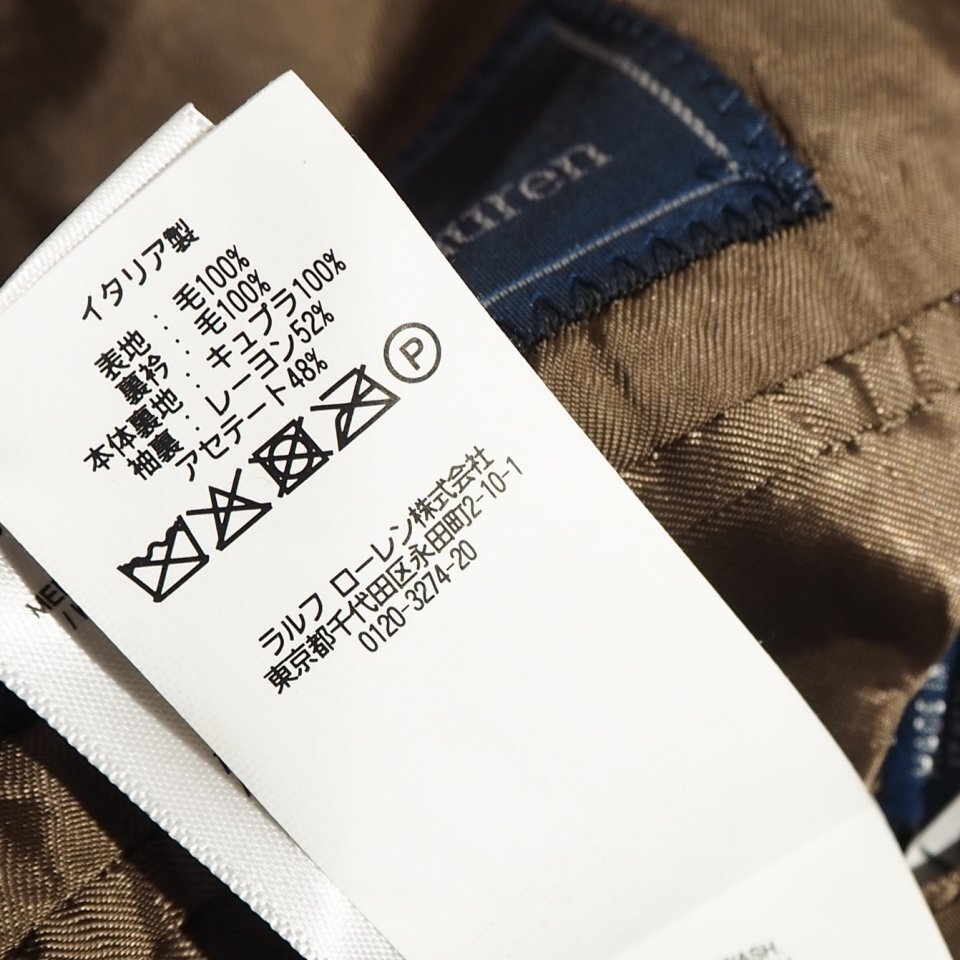 イタリア製
表地 : 毛100%
裏衿 : 毛100%
本体裏地 : キュプラ100%
袖裏 : レーヨン52%
アセテート48%
P
ラルフ ローレン株式会社
東京都千代田区永田町2-10-1
0120-3274-20
uren
WASH